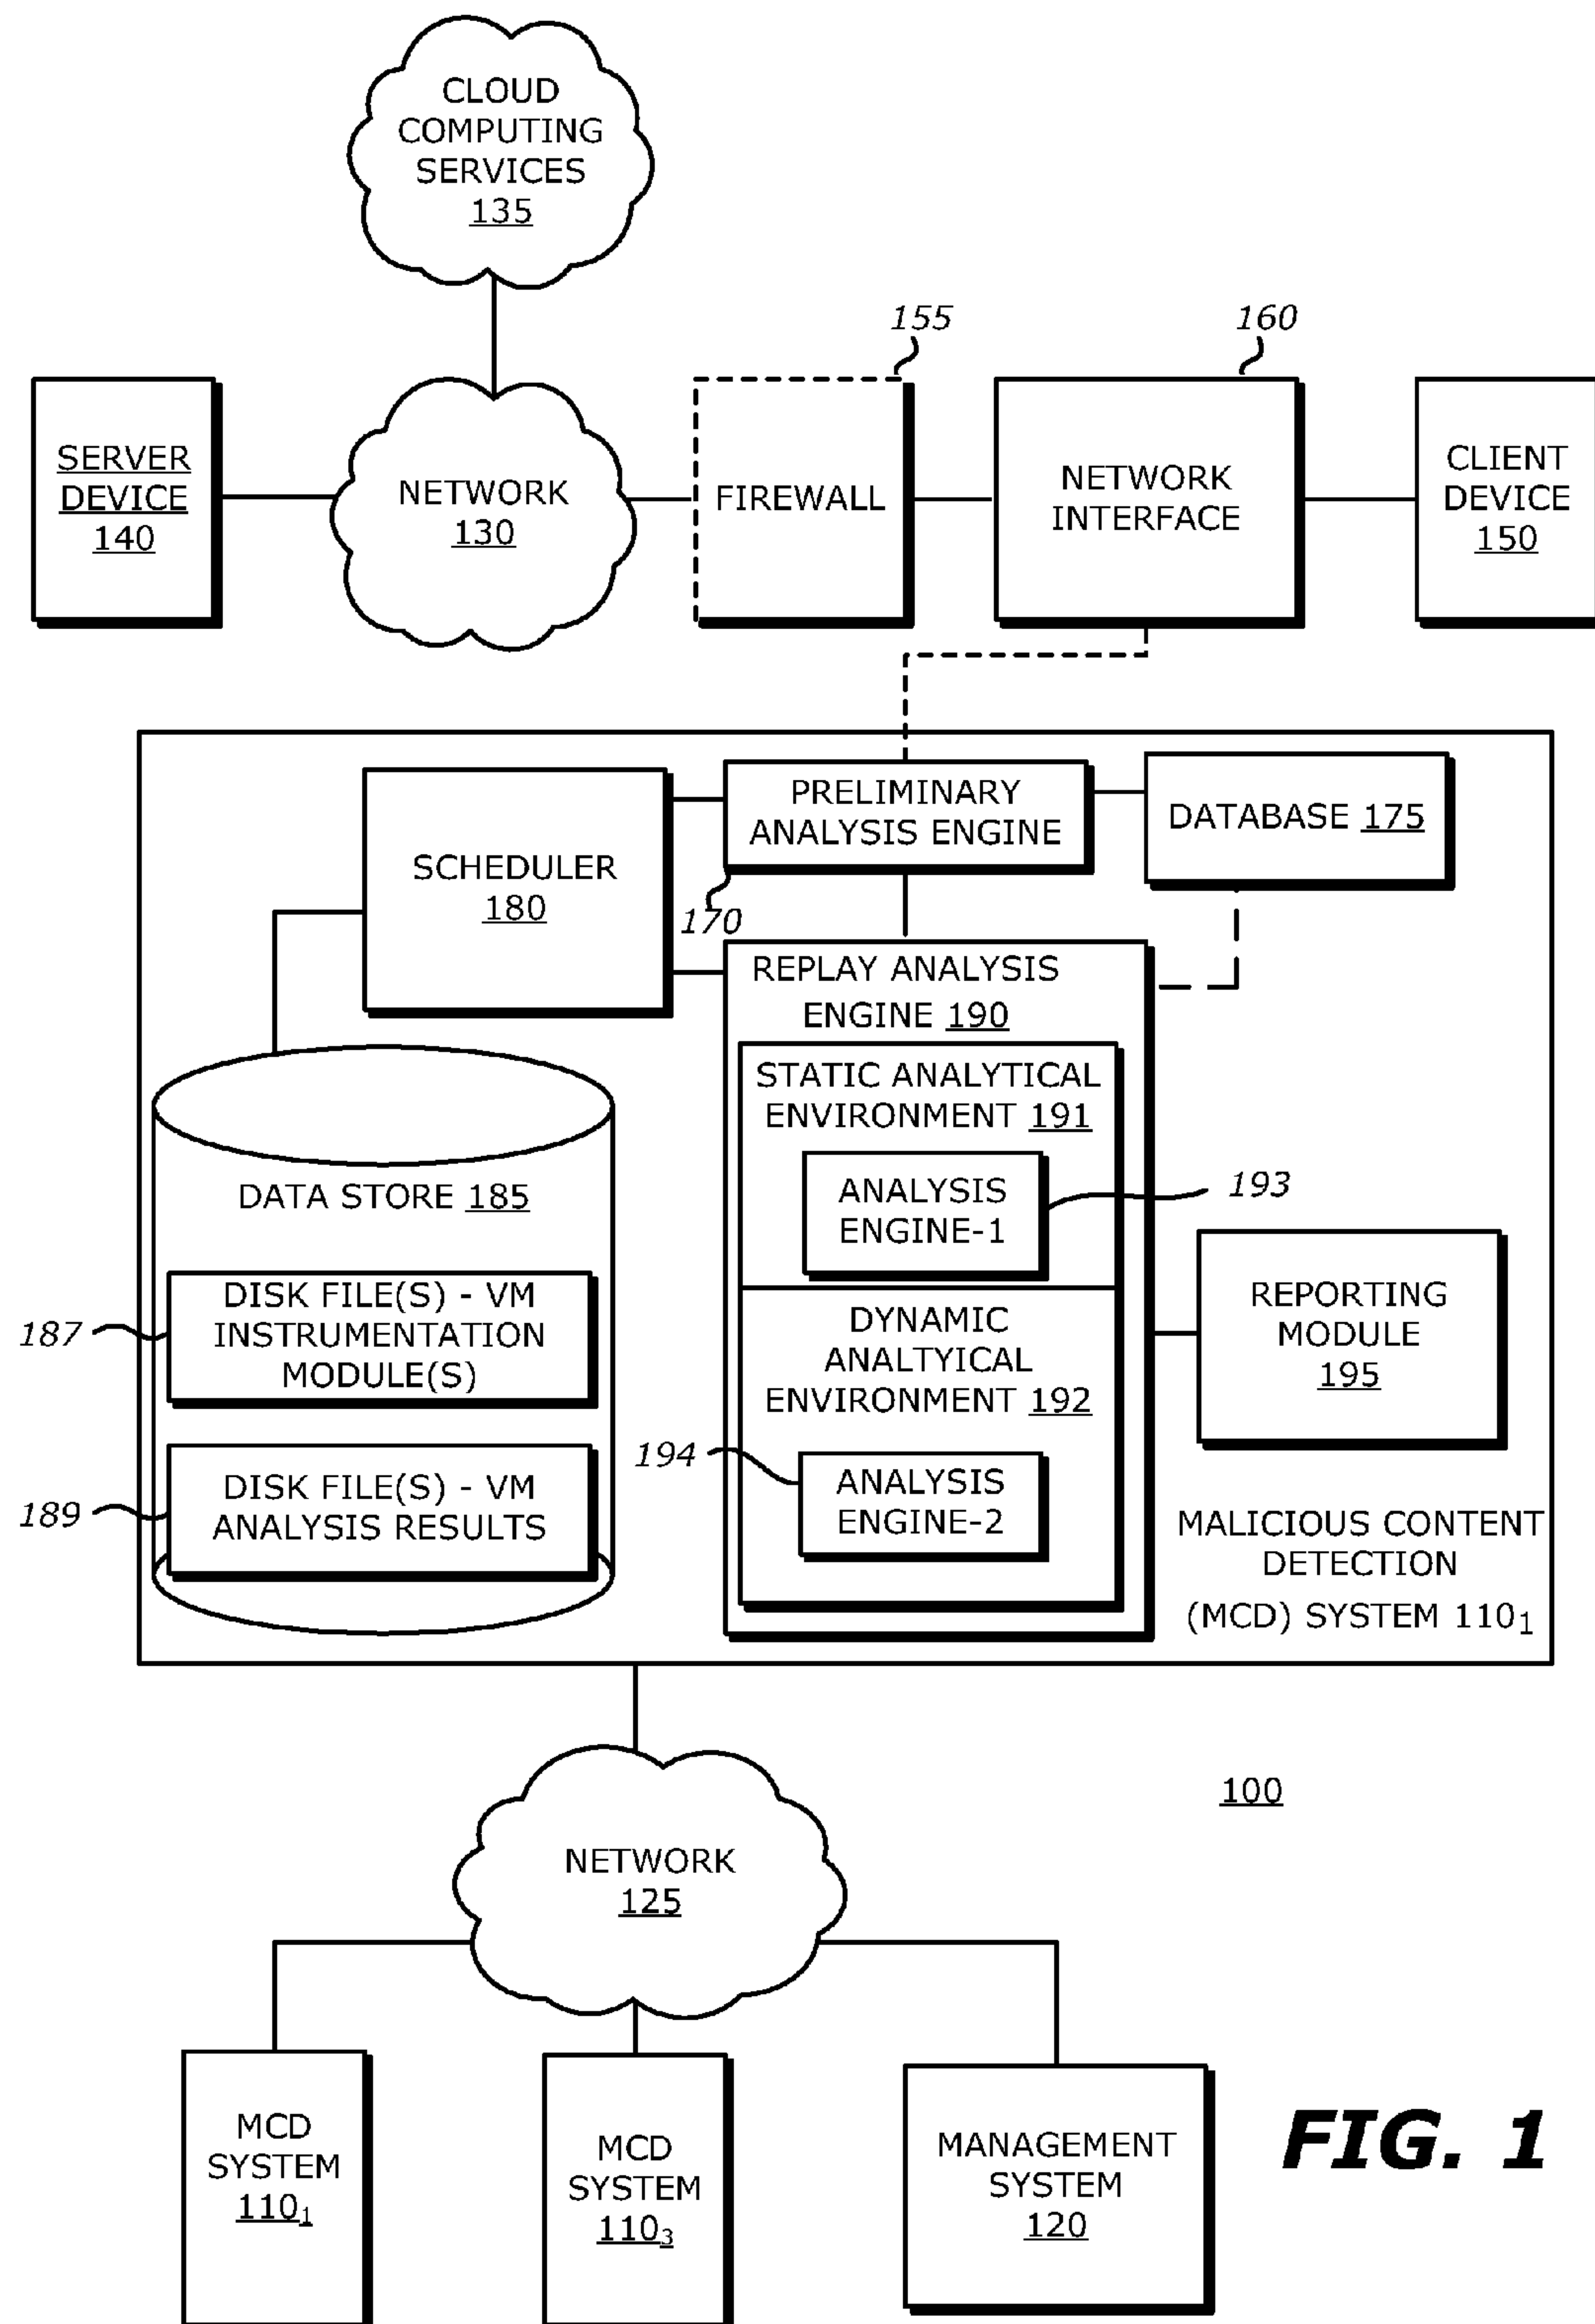 CLOUD
COMPUTING
SERVICES
135
155
160
SERVER
DEVICE
140
NETWORK
130
FIREWALL
NETWORK
INTERFACE
CLIENT
DEVICE
150
PRELIMINARY
ANALYSIS ENGINE
170
DATABASE 175
SCHEDULER
180
REPLAY ANALYSIS
ENGINE 190
STATIC ANALYTICAL
ENVIRONMENT 191
ANALYSIS
ENGINE-1
193
DATA STORE 185
DISK FILE(S) - VM
INSTRUMENTATION
MODULE(S)
187
DYNAMIC
ANALTYICAL
ENVIRONMENT 192
194
ANALYSIS
ENGINE-2
REPORTING
MODULE
195
DISK FILE(S) - VM
ANALYSIS RESULTS
189
MALICIOUS CONTENT
DETECTION
(MCD) SYSTEM 110₁
100
NETWORK
125
MCD
SYSTEM
110₁
MCD
SYSTEM
110₃
MANAGEMENT
SYSTEM
120
FIG. 1